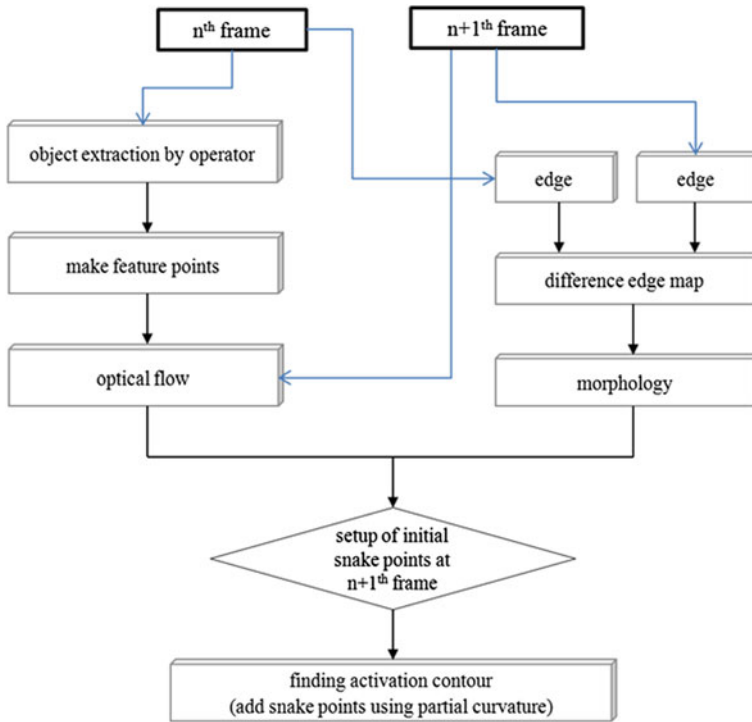 nth frame
n+1th frame
object extraction by operator
edge
edge
make feature points
difference edge map
optical flow
morphology
setup of initial
snake points at
n+1th frame
finding activation contour
(add snake points using partial curvature)